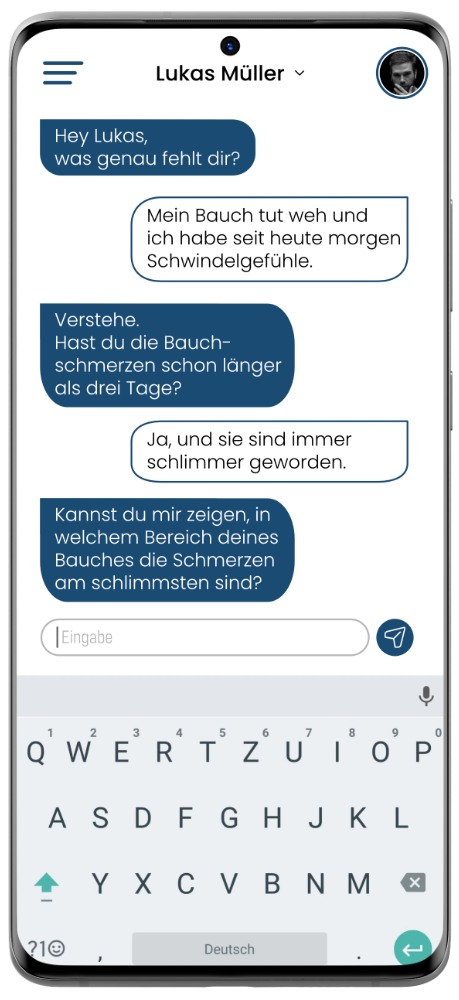 Lukas Müller
Hey Lukas,
was genau fehlt dir?
Mein Bauch tut weh und
ich habe seit heute morgen
Schwindelgefühle.
Verstehe.
Hast du die Bauch-
schmerzen schon länger
als drei Tage?
Ja, und sie sind immer
schlimmer geworden.
Kannst du mir zeigen, in
welchem Bereich deines
Bauches die Schmerzen
am schlimmsten sind?
Eingabe
1 2 3 4 5 6 7 8 9 0
Q W E R T Z U I O P
A S D F G H J K L
Y X C V B N M
?1☺ , Deutsch .